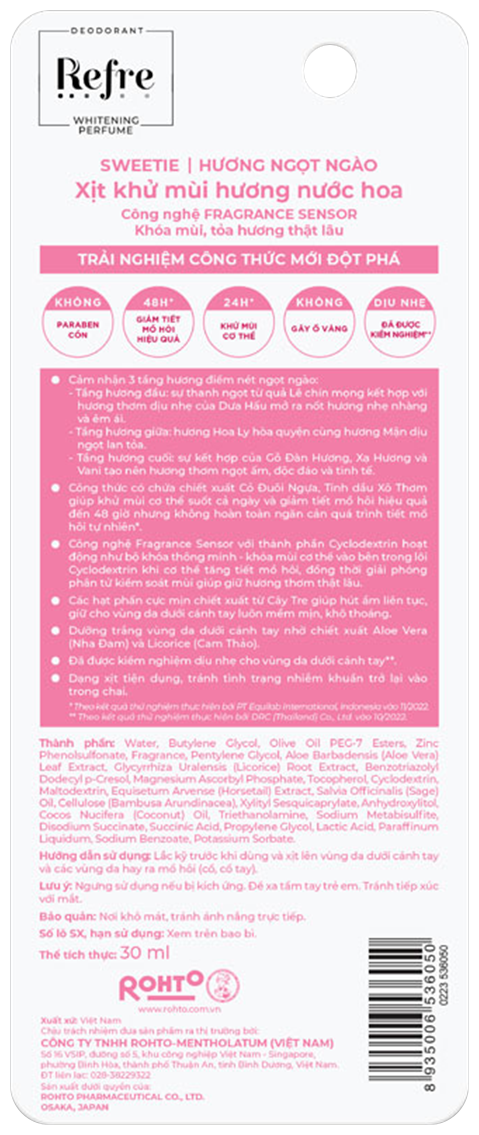 DEODORANT
Refre
WHITENING
PERFUME
SWEETIE | HƯƠNG NGỌT NGÀO
Xịt khử mùi hương nước hoa
Công nghệ FRAGRANCE SENSOR
Khóa mùi, tỏa hương thật lâu
TRẢI NGHIỆM CÔNG THỨC MỚI ĐỘT PHÁ
KHÔNG
PARABEN
CỒN
48H*
GIẢM TIẾT
MỒ HÔI
HIỆU QUẢ
24H*
KHỬ MÙI
CƠ THỂ
KHÔNG
GÂY Ố VÀNG
DỊU NHẸ
ĐÃ ĐƯỢC
KIỂM NGHIỆM**
Cảm nhận 3 tầng hương điểm nét ngọt ngào:
- Tầng hương đầu: sự thanh ngọt từ quả Lê chín mọng kết hợp với
hương thơm dịu nhẹ của Dưa Hấu mở ra nốt hương nhẹ nhàng
và êm ái.
- Tầng hương giữa: hương Hoa Ly hòa quyện cùng hương Mận dịu
ngọt lan tỏa.
- Tầng hương cuối: sự kết hợp của Gỗ Đàn Hương, Xạ Hương và
Vani tạo nên hương thơm ngọt ấm, độc đáo và tinh tế.
Công thức có chứa chiết xuất Cỏ Đuôi Ngựa, Tinh dầu Xô Thơm
giúp khử mùi cơ thể suốt cả ngày và giảm tiết mồ hôi hiệu quả
đến 48 giờ nhưng không hoàn toàn ngăn cản quá trình tiết mồ
hôi tự nhiên*.
Công nghệ Fragrance Sensor với thành phần Cyclodextrin hoạt
động như bộ khóa thông minh - khóa mùi cơ thể vào bên trong lõi
Cyclodextrin khi cơ thể tăng tiết mồ hôi, đồng thời giải phóng
phân tử kiểm soát mùi giúp giữ hương thơm thật lâu.
Các hạt phấn cực mịn chiết xuất từ Cây Tre giúp hút ẩm liên tục,
giữ cho vùng da dưới cánh tay luôn mềm mịn, khô thoáng.
Dưỡng trắng vùng da dưới cánh tay nhờ chiết xuất Aloe Vera
(Nha Đam) và Licorice (Cam Thảo).
Đã được kiểm nghiệm dịu nhẹ cho vùng da dưới cánh tay**.
Dạng xịt tiện dụng, tránh tình trạng nhiễm khuẩn trở lại vào
trong chai.
* Theo kết quả thử nghiệm thực hiện bởi PT Equilab International, Indonesia vào 11/2022.
** Theo kết quả thử nghiệm thực hiện bởi DRC (Thailand) Co., Ltd. vào 10/2022.
Thành phần: Water, Butylene Glycol, Olive Oil PEG-7 Esters, Zinc
Phenolsulfonate, Fragrance, Pentylene Glycol, Aloe Barbadensis (Aloe Vera)
Leaf Extract, Glycyrrhiza Uralensis (Licorice) Root Extract, Benzotriazolyl
Dodecyl p-Cresol, Magnesium Ascorbyl Phosphate, Tocopherol, Cyclodextrin,
Maltodextrin, Equisetum Arvense (Horsetail) Extract, Salvia Officinalis (Sage)
Oil, Cellulose (Bambusa Arundinacea), Xylityl Sesquicaprylate, Anhydroxylitol,
Cocos Nucifera (Coconut) Oil, Triethanolamine, Sodium Metabisulfite,
Disodium Succinate, Succinic Acid, Propylene Glycol, Lactic Acid, Paraffinum
Liquidum, Sodium Benzoate, Potassium Sorbate.
Hướng dẫn sử dụng: Lắc kỹ trước khi dùng và xịt lên vùng da dưới cánh tay
và các vùng da hay ra mồ hôi (cổ, cổ tay).
Lưu ý: Ngưng sử dụng nếu bị kích ứng. Để xa tầm tay trẻ em. Tránh tiếp xúc
với mắt.
Bảo quản: Nơi khô mát, tránh ánh nắng trực tiếp.
Số lô SX, hạn sử dụng: Xem trên bao bì.
Thể tích thực: 30 ml
ROHTO
www.rohto.com.vn
Xuất xứ: Việt Nam
Chịu trách nhiệm đưa sản phẩm ra thị trường bởi:
CÔNG TY TNHH ROHTO-MENTHOLATUM (VIỆT NAM)
Số 16 VSIP, đường số 5, khu công nghiệp Việt Nam - Singapore,
phường Bình Hòa, thành phố Thuận An, tỉnh Bình Dương, Việt Nam.
ĐT liên lạc: 028-38229322
Sản xuất dưới quyền của:
ROHTO PHARMACEUTICAL CO., LTD.
OSAKA, JAPAN
8 935006 536050
0223 536050